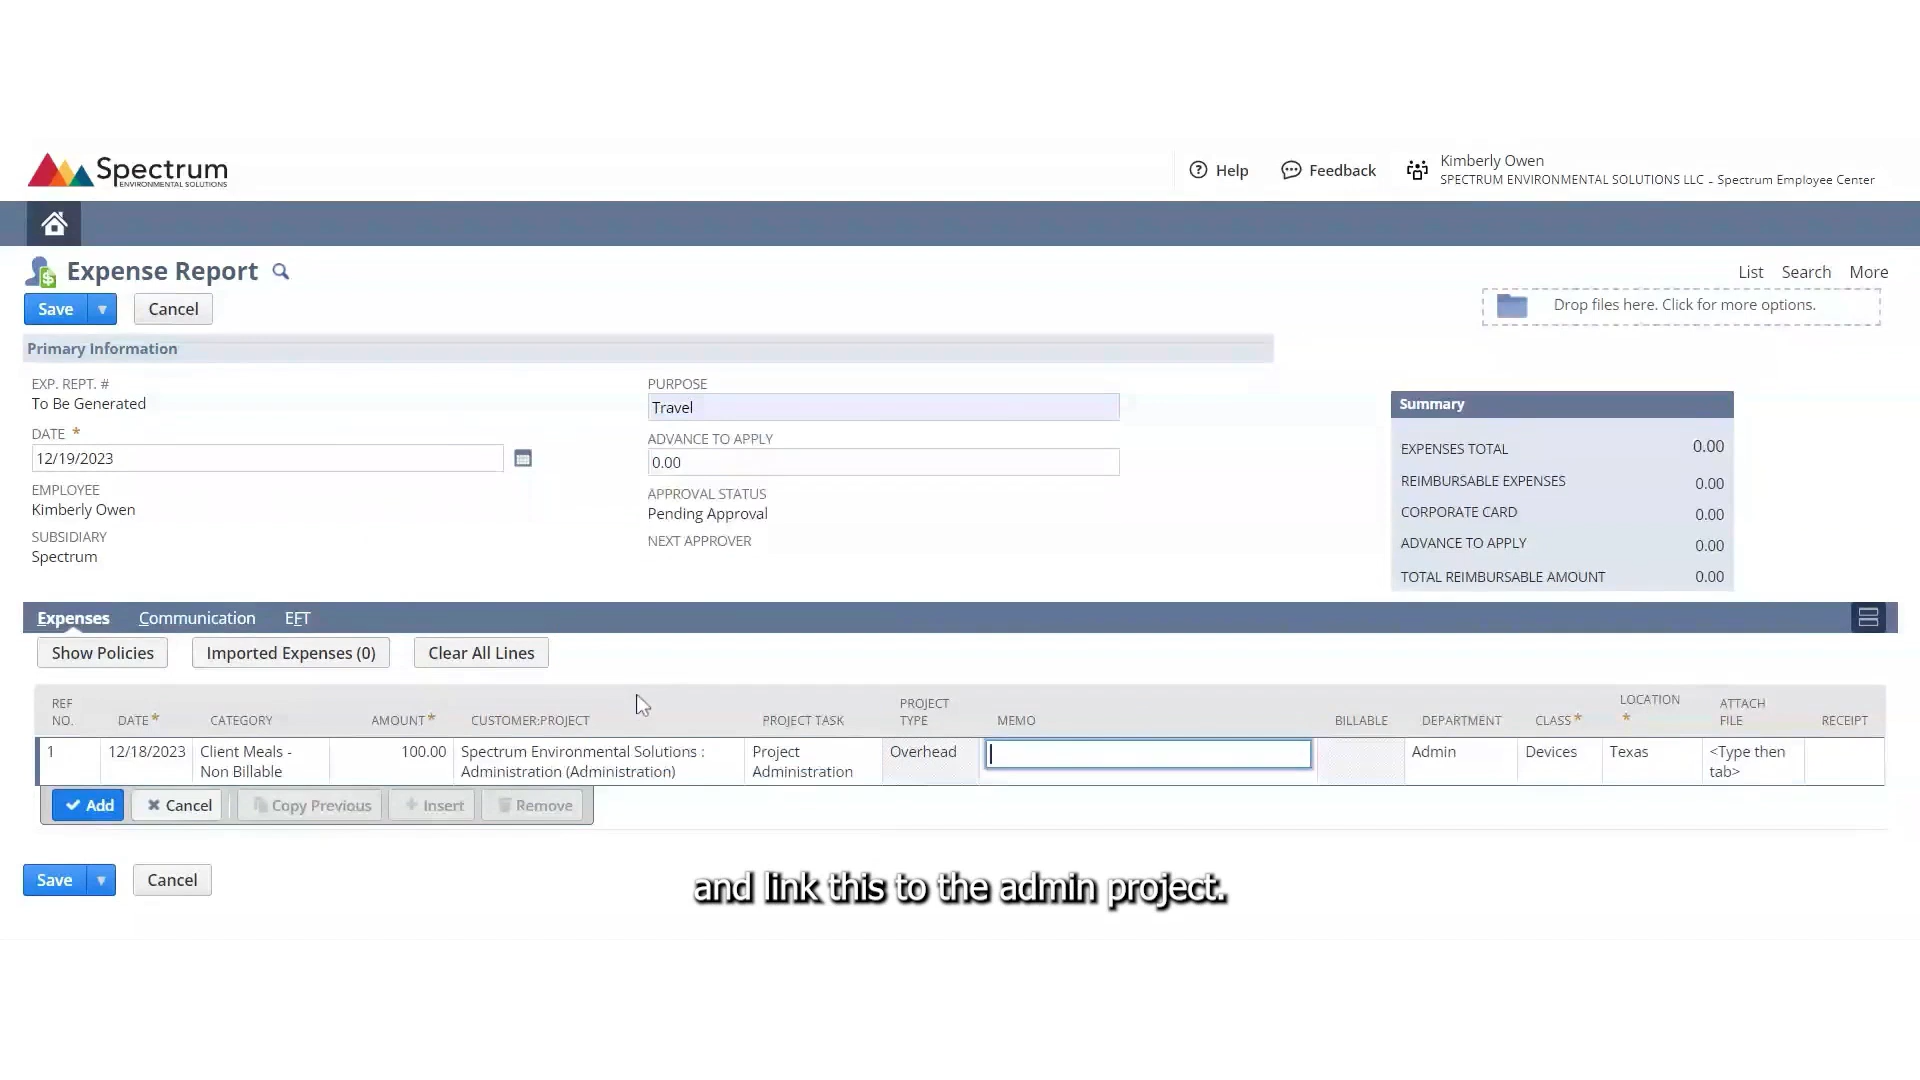 Spectrum
ENVIRONMENTAL SOLUTIONS
Help
Feedback
Kimberly Owen
SPECTRUM ENVIRONMENTAL SOLUTIONS LLC – Spectrum Employee Center
Expense Report
List Search More
Save Cancel
Drop files here. Click for more options.
Primary Information
EXP. REPT. #
To Be Generated
DATE *
12/19/2023
EMPLOYEE
Kimberly Owen
SUBSIDIARY
Spectrum
PURPOSE
Travel
ADVANCE TO APPLY
0.00
APPROVAL STATUS
Pending Approval
NEXT APPROVER
Summary
EXPENSES TOTAL 0.00
REIMBURSABLE EXPENSES 0.00
CORPORATE CARD 0.00
ADVANCE TO APPLY 0.00
TOTAL REIMBURSABLE AMOUNT 0.00
Expenses Communication EFT
Show Policies Imported Expenses (0) Clear All Lines
REF NO. DATE * CATEGORY AMOUNT * CUSTOMER:PROJECT PROJECT TASK PROJECT TYPE MEMO BILLABLE DEPARTMENT CLASS * LOCATION * ATTACH FILE RECEIPT
1 12/18/2023 Client Meals - Non Billable 100.00 Spectrum Environmental Solutions : Administration (Administration) Project Administration Overhead Admin Devices Texas <Type then tab>
Add Cancel Copy Previous Insert Remove
Save Cancel
and link this to the admin project.